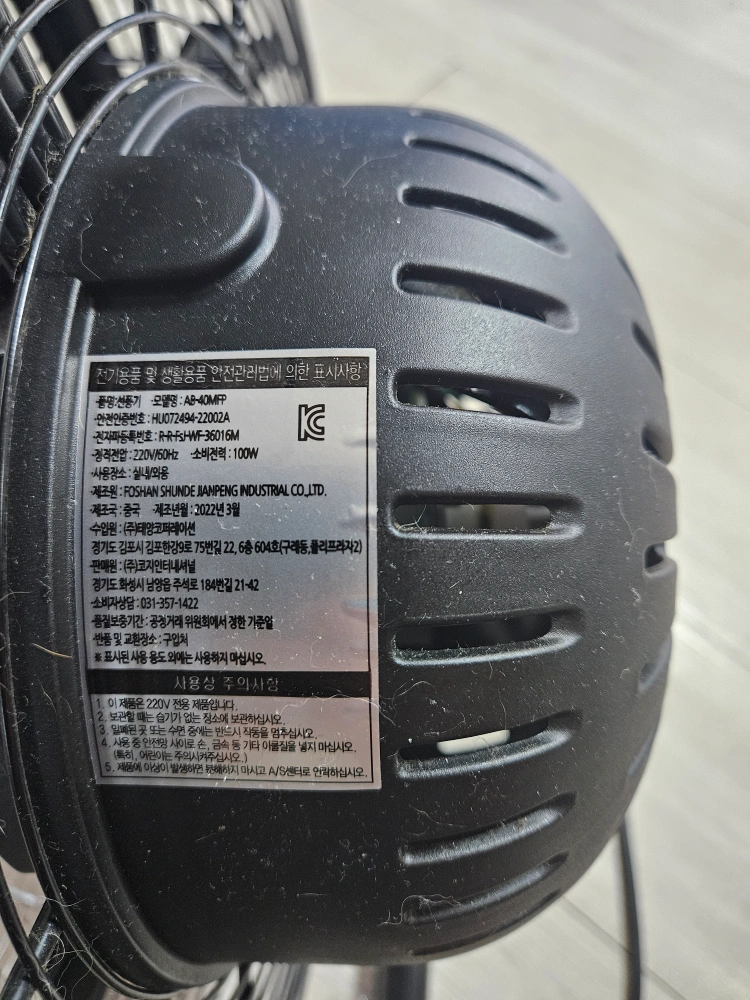 전기용품 및 생활용품 안전관리법에 의한 표시사항
·품명:선풍기 ·모델명 : AB-40MFP
·안전인증번호 : HU072494-22002A
·전자파등록번호 : R-R-FsJ-WF-36016M
·정격전압 : 220V/60Hz ·소비전력 : 100W
·사용장소 : 실내/외용
·제조원 : FOSHAN SHUNDE JIANPENG INDUSTRIAL CO.,LTD.
·제조국 : 중국 ·제조년월 : 2022년 3월
수입원 : (주)태양코퍼레이션
경기도 김포시 김포한강9로 75번길 22, 6층 604호(구래동,폴리프라자2)
·판매원 : (주)코지인터내셔널
경기도 화성시 남양읍 주석로 184번길 21-42
·소비자상담 : 031-357-1422
·품질보증기간 : 공정거래 위원회에서 정한 기준일
·반품 및 교환장소 : 구입처
※ 표시된 사용 용도 외에는 사용하지 마십시오.
사용상 주의사항
1. 이 제품은 220V 전용 제품입니다.
2. 보관할 때는 습기가 없는 장소에 보관하십시오.
3. 밀폐된 곳 또는 수면 중에는 반드시 작동을 멈추십시오.
4. 사용 중 안전망 사이로 손, 금속 등 기타 이물질을 넣지 마십시오.
(특히, 어린이는 주의시켜주십시오.)
5. 제품에 이상이 발생하면 분해하지 마시고 A/S센터로 연락하십시오.